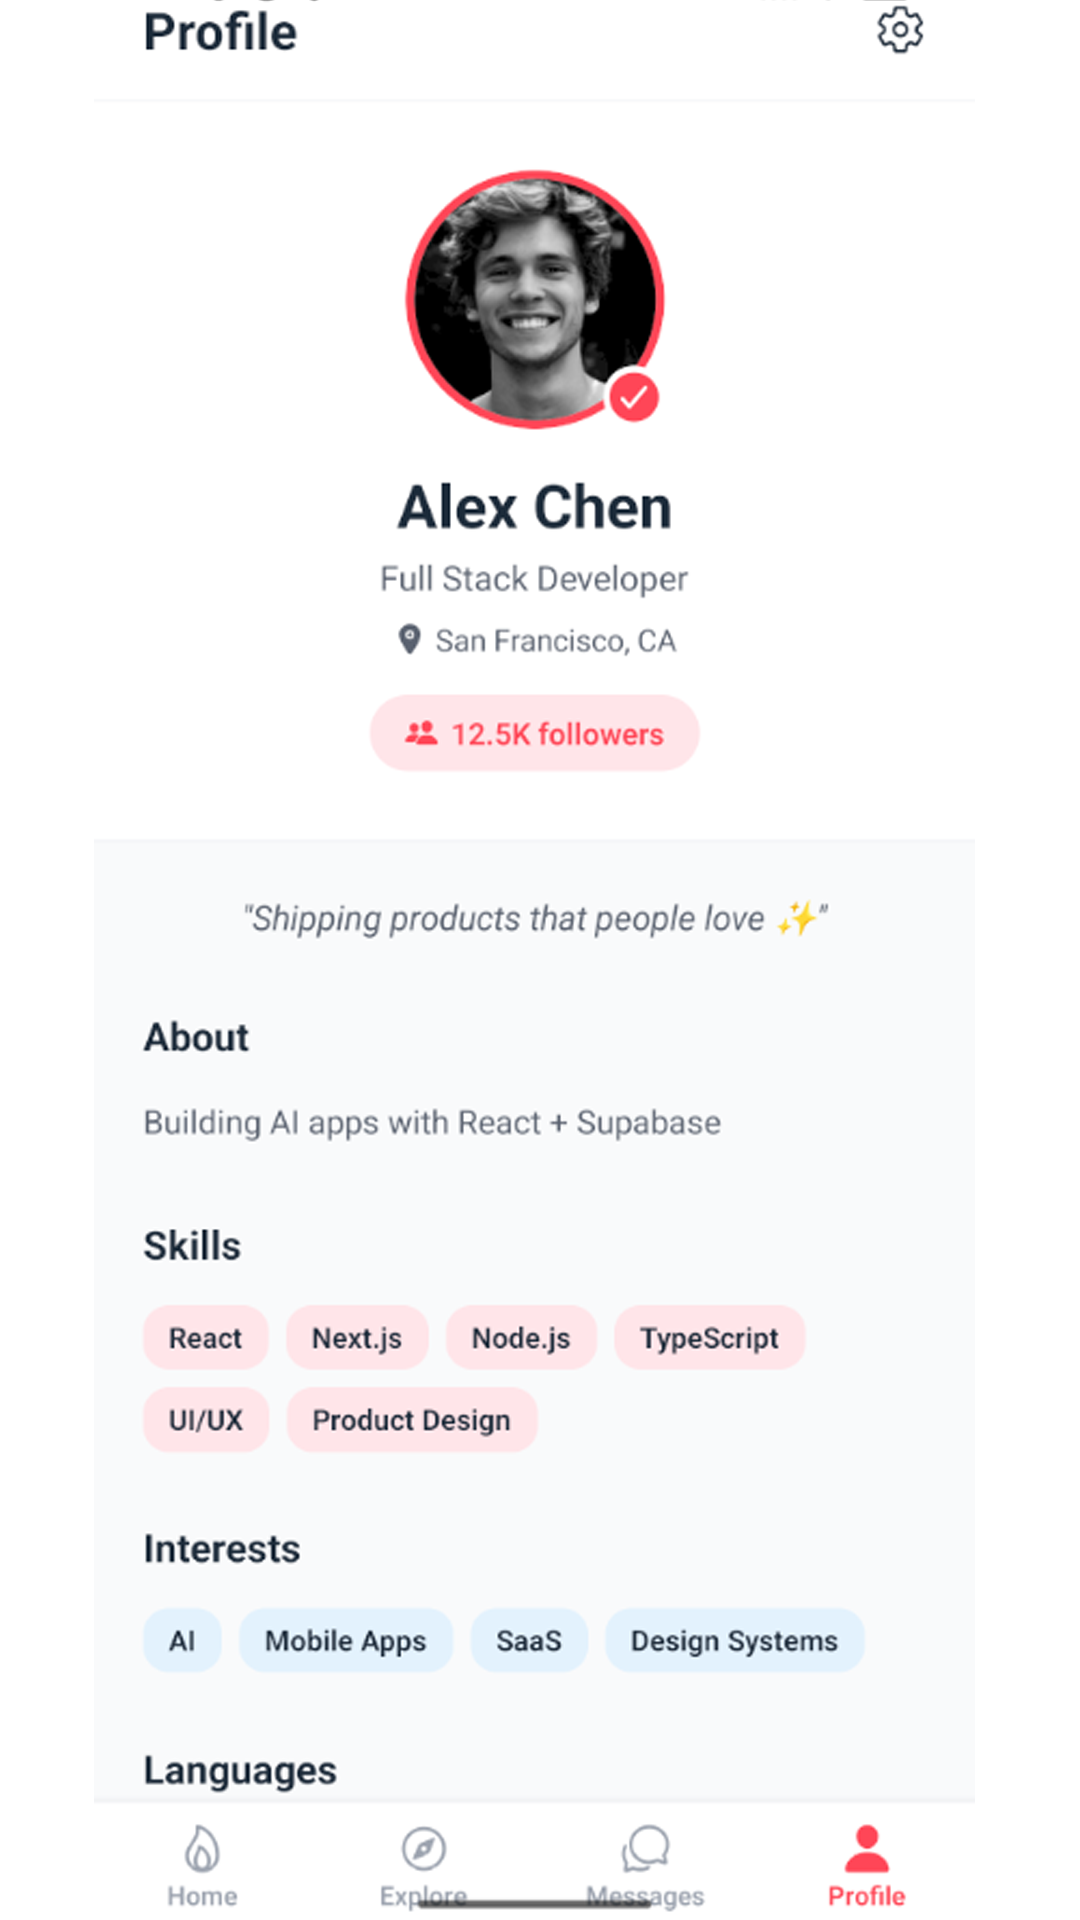 Profile
Alex Chen
Full Stack Developer
San Francisco, CA
12.5K followers
"Shipping products that people love ✨"
About
Building AI apps with React + Supabase
Skills
React Next.js Node.js TypeScript
UI/UX Product Design
Interests
AI Mobile Apps SaaS Design Systems
Languages
Home Explore Messages Profile